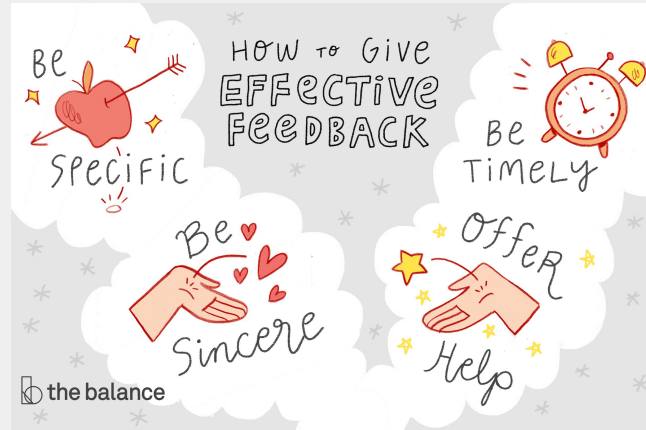 HOW TO GIVE
EFFECTIVE
FEEDBACK
BE
SPECIFIC
BE
TIMELY
Be
Sincere
OFFER
Help
the balance